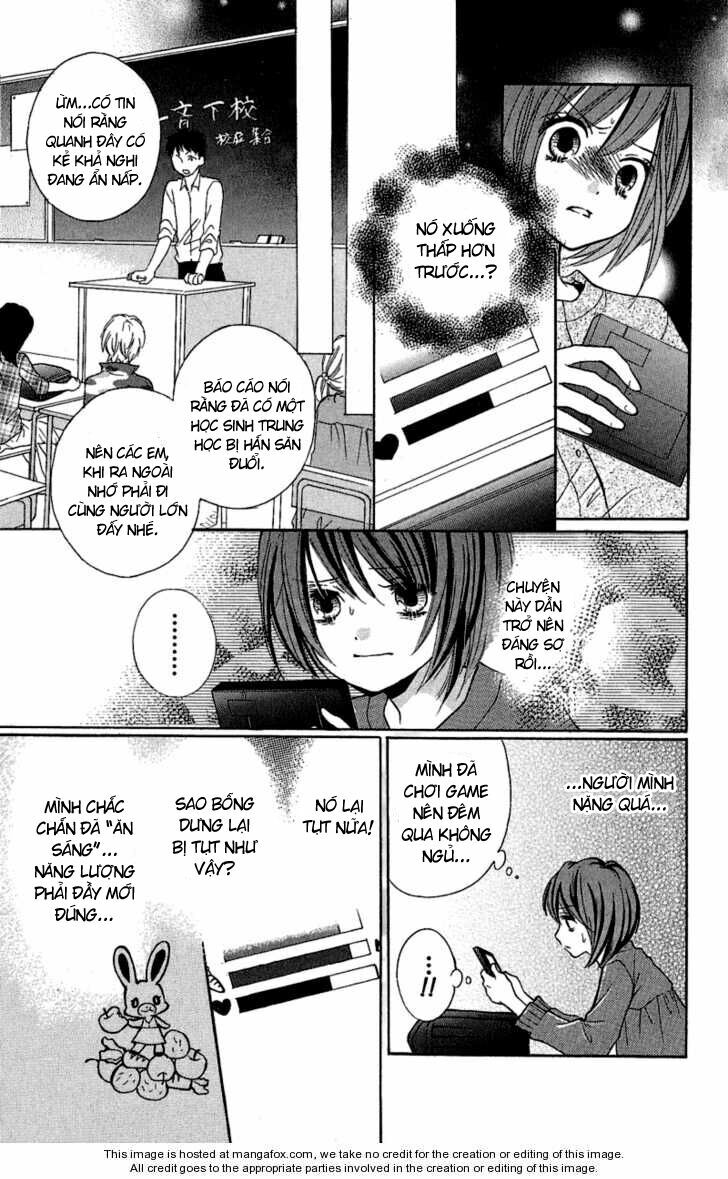 NÓ XUỐNG
THẤP HƠN
TRƯỚC...?
ỪM...CÓ TIN
NÓI RẰNG
QUANH ĐÂY CÓ
KẺ KHẢ NGHI
ĐANG ẨN NẤP.
一斉下校
校庭 集合
BÁO CÁO NÓI
RẰNG ĐÃ CÓ MỘT
HỌC SINH TRUNG
HỌC BỊ HẮN SĂN
ĐUỔI.
NÊN CÁC EM,
KHI RA NGOÀI
NHỚ PHẢI ĐI
CÙNG NGƯỜI LỚN
ĐẤY NHÉ.
CHUYỆN
NÀY DẦN
TRỞ NÊN
ĐÁNG SỢ
RỒI...
...NGƯỜI MÌNH
NẶNG QUÁ...
MÌNH ĐÃ
CHƠI GAME
NÊN ĐÊM
QUA KHÔNG
NGỦ...
...!!
NÓ LẠI
TỤT NỮA!
SAO BỖNG
DƯNG LẠI
BỊ TỤT NHƯ
VẬY?
MÌNH CHẮC
CHẮN ĐÃ "ĂN
SÁNG"...
NĂNG LƯỢNG
PHẢI ĐẦY MỚI
ĐÚNG...
This image is hosted at mangafox.com, we take no credit for the creation or editing of this image.
All credit goes to the appropriate parties involved in the creation or editing of this image.